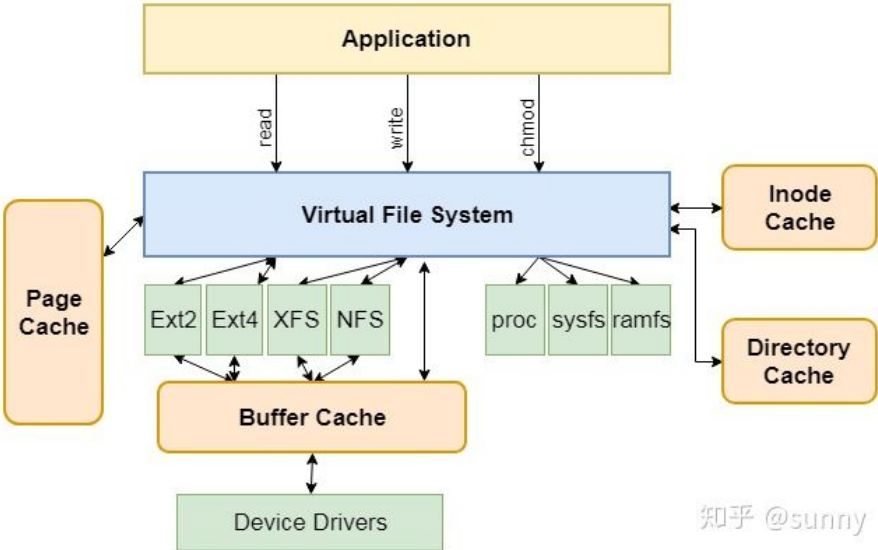 Application
read
write
chmod
Virtual File System
Inode
Cache
Page
Cache
Ext2
Ext4
XFS
NFS
proc
sysfs
ramfs
Directory
Cache
Buffer Cache
Device Drivers
知乎 @sunny